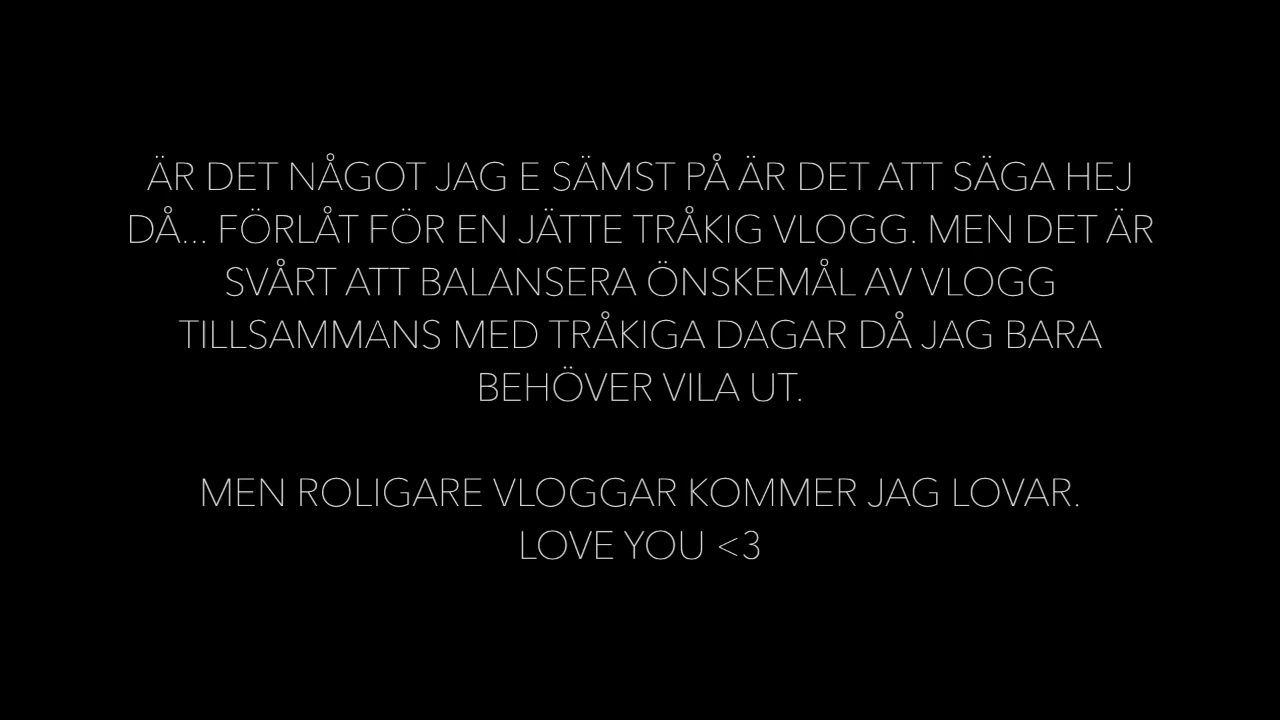 ÄR DET NÅGOT JAG E SÄMST PÅ ÄR DET ATT SÄGA HEJ
DÅ... FÖRLÅT FÖR EN JÄTTE TRÅKIG VLOGG. MEN DET ÄR
SVÅRT ATT BALANSERA ÖNSKEMÅL AV VLOGG
TILLSAMMANS MED TRÅKIGA DAGAR DÅ JAG BARA
BEHÖVER VILA UT.
MEN ROLIGARE VLOGGAR KOMMER JAG LOVAR.
LOVE YOU <3